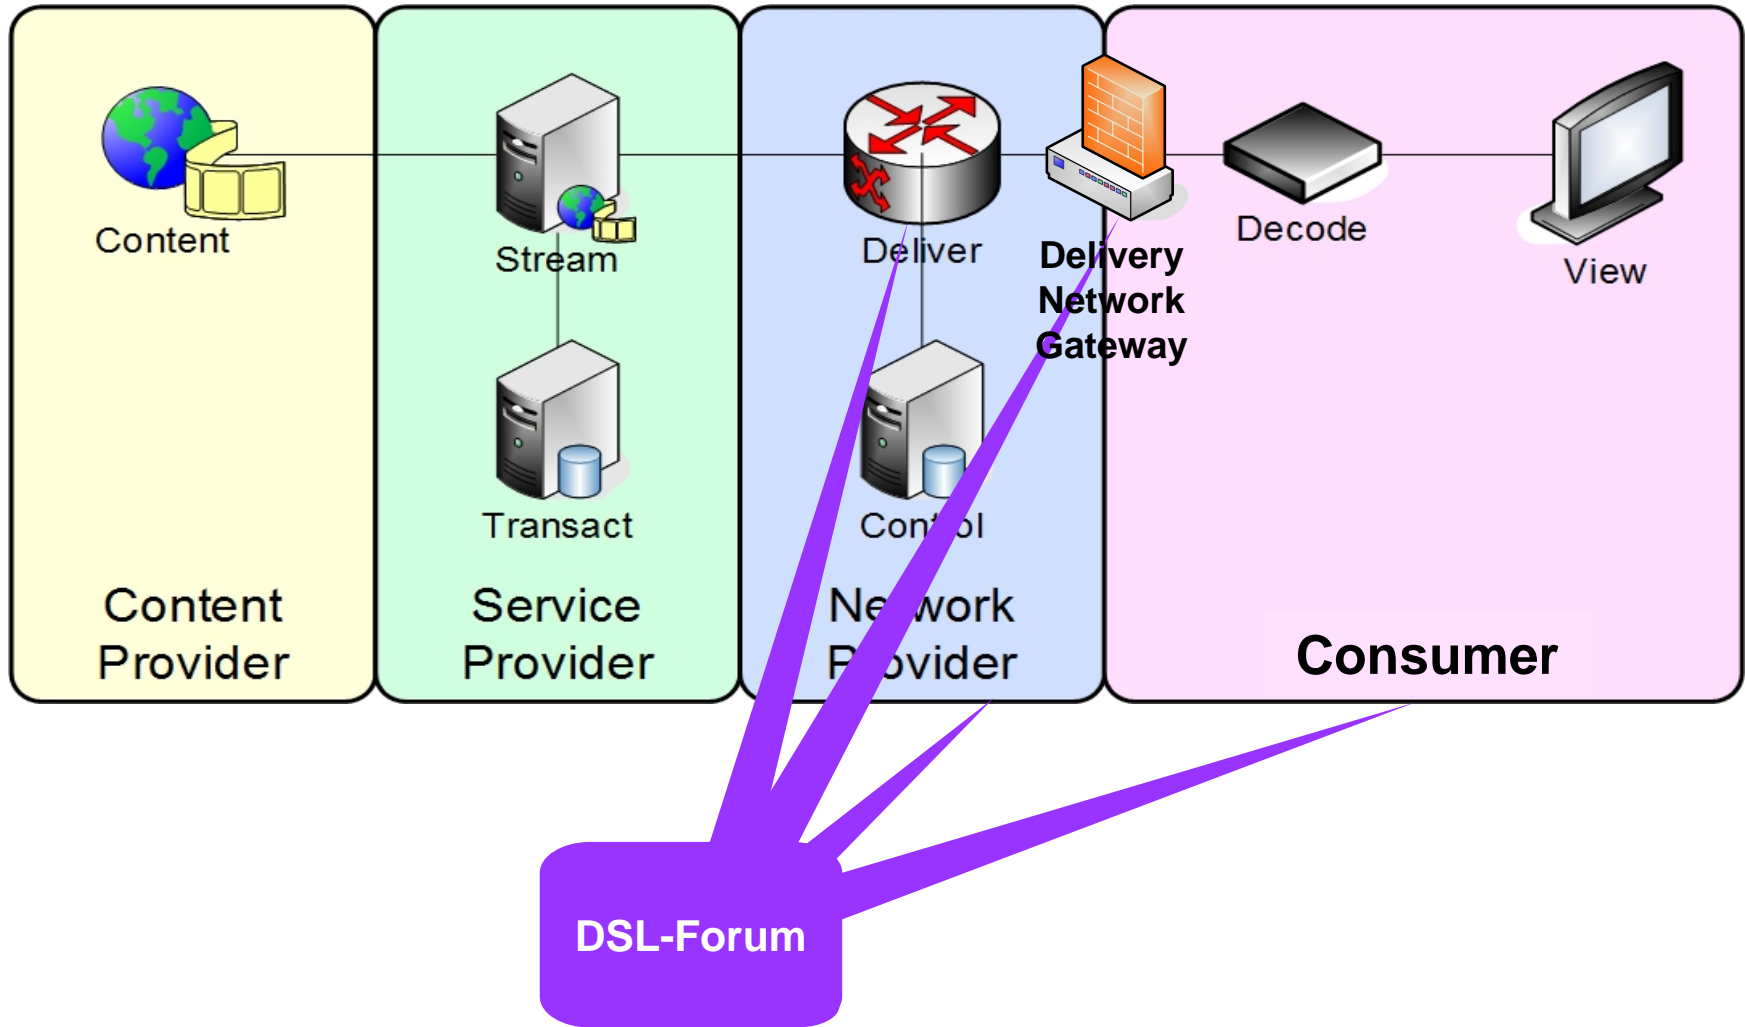 Content
Stream
Deliver
Delivery
Network
Gateway
Decode
View
Transact
Control
Content
Provider
Service
Provider
Network
Provider
Consumer
DSL-Forum